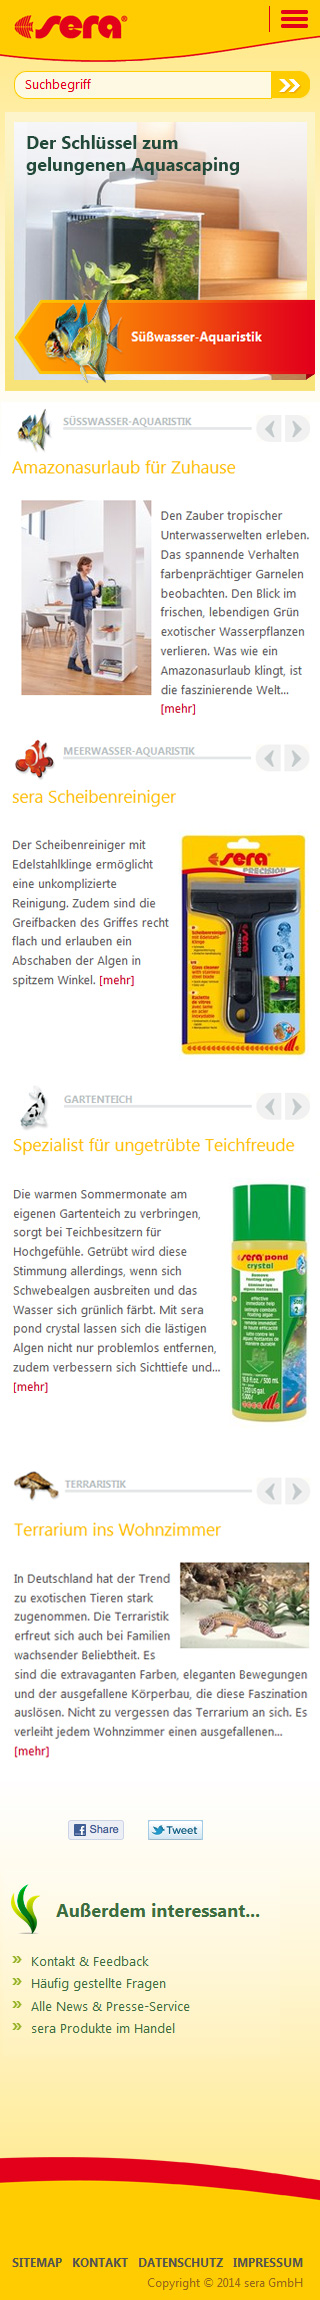 sera
Suchbegriff
Der Schlüssel zum
gelungenen Aquascaping
Süßwasser-Aquaristik
SÜSSWASSER-AQUARISTIK
Amazonasurlaub für Zuhause
Den Zauber tropischer
Unterwasserwelten erleben.
Das spannende Verhalten
farbenprächtiger Garnelen
beobachten. Den Blick im
frischen, lebendigen Grün
exotischer Wasserpflanzen
verlieren. Was wie ein
Amazonasurlaub klingt, ist
die faszinierende Welt...
[mehr]
MEERWASSER-AQUARISTIK
sera Scheibenreiniger
Der Scheibenreiniger mit
Edelstahlklinge ermöglicht
eine unkomplizierte
Reinigung. Zudem sind die
Greifbacken des Griffes recht
flach und erlauben ein
Abschaben der Algen in
spitzem Winkel. [mehr]
sera
PRECISION
GARTENTEICH
Spezialist für ungetrübte Teichfreude
Die warmen Sommermonate am
eigenen Gartenteich zu verbringen,
sorgt bei Teichbesitzern für
Hochgefühle. Getrübt wird diese
Stimmung allerdings, wenn sich
Schwebealgen ausbreiten und das
Wasser sich grünlich färbt. Mit sera
pond crystal lassen sich die lästigen
Algen nicht nur problemlos entfernen,
zudem verbessern sich Sichttiefe und...
[mehr]
sera pond
crystal
TERRARISTIK
Terrarium ins Wohnzimmer
In Deutschland hat der Trend
zu exotischen Tieren stark
zugenommen. Die Terraristik
erfreut sich auch bei Familien
wachsender Beliebtheit. Es
sind die extravaganten Farben, eleganten Bewegungen
und der ausgefallene Körperbau, die diese Faszination
auslösen. Nicht zu vergessen das Terrarium an sich. Es
verleiht jedem Wohnzimmer einen ausgefallenen...
[mehr]
Share
Tweet
Außerdem interessant...
» Kontakt & Feedback
» Häufig gestellte Fragen
» Alle News & Presse-Service
» sera Produkte im Handel
SITEMAP KONTAKT DATENSCHUTZ IMPRESSUM
Copyright © 2014 sera GmbH